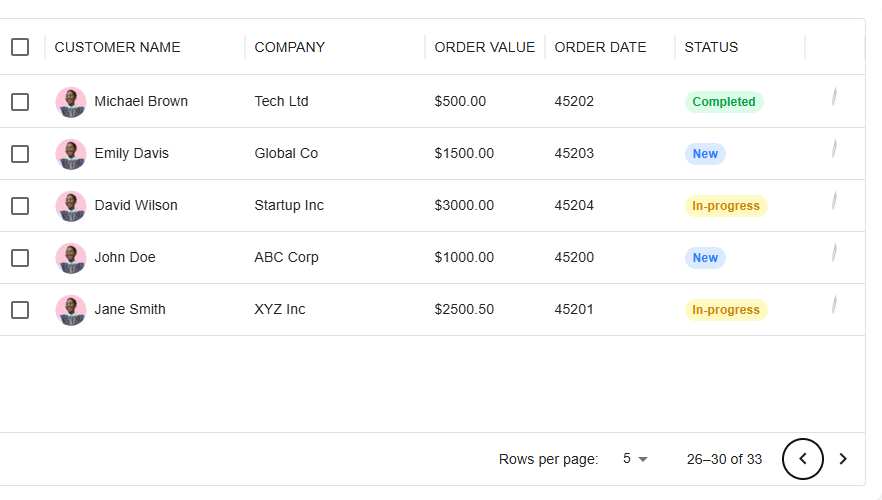 CUSTOMER NAME COMPANY ORDER VALUE ORDER DATE STATUS
Michael Brown Tech Ltd $500.00 45202 Completed
Emily Davis Global Co $1500.00 45203 New
David Wilson Startup Inc $3000.00 45204 In-progress
John Doe ABC Corp $1000.00 45200 New
Jane Smith XYZ Inc $2500.50 45201 In-progress
Rows per page: 5 26–30 of 33